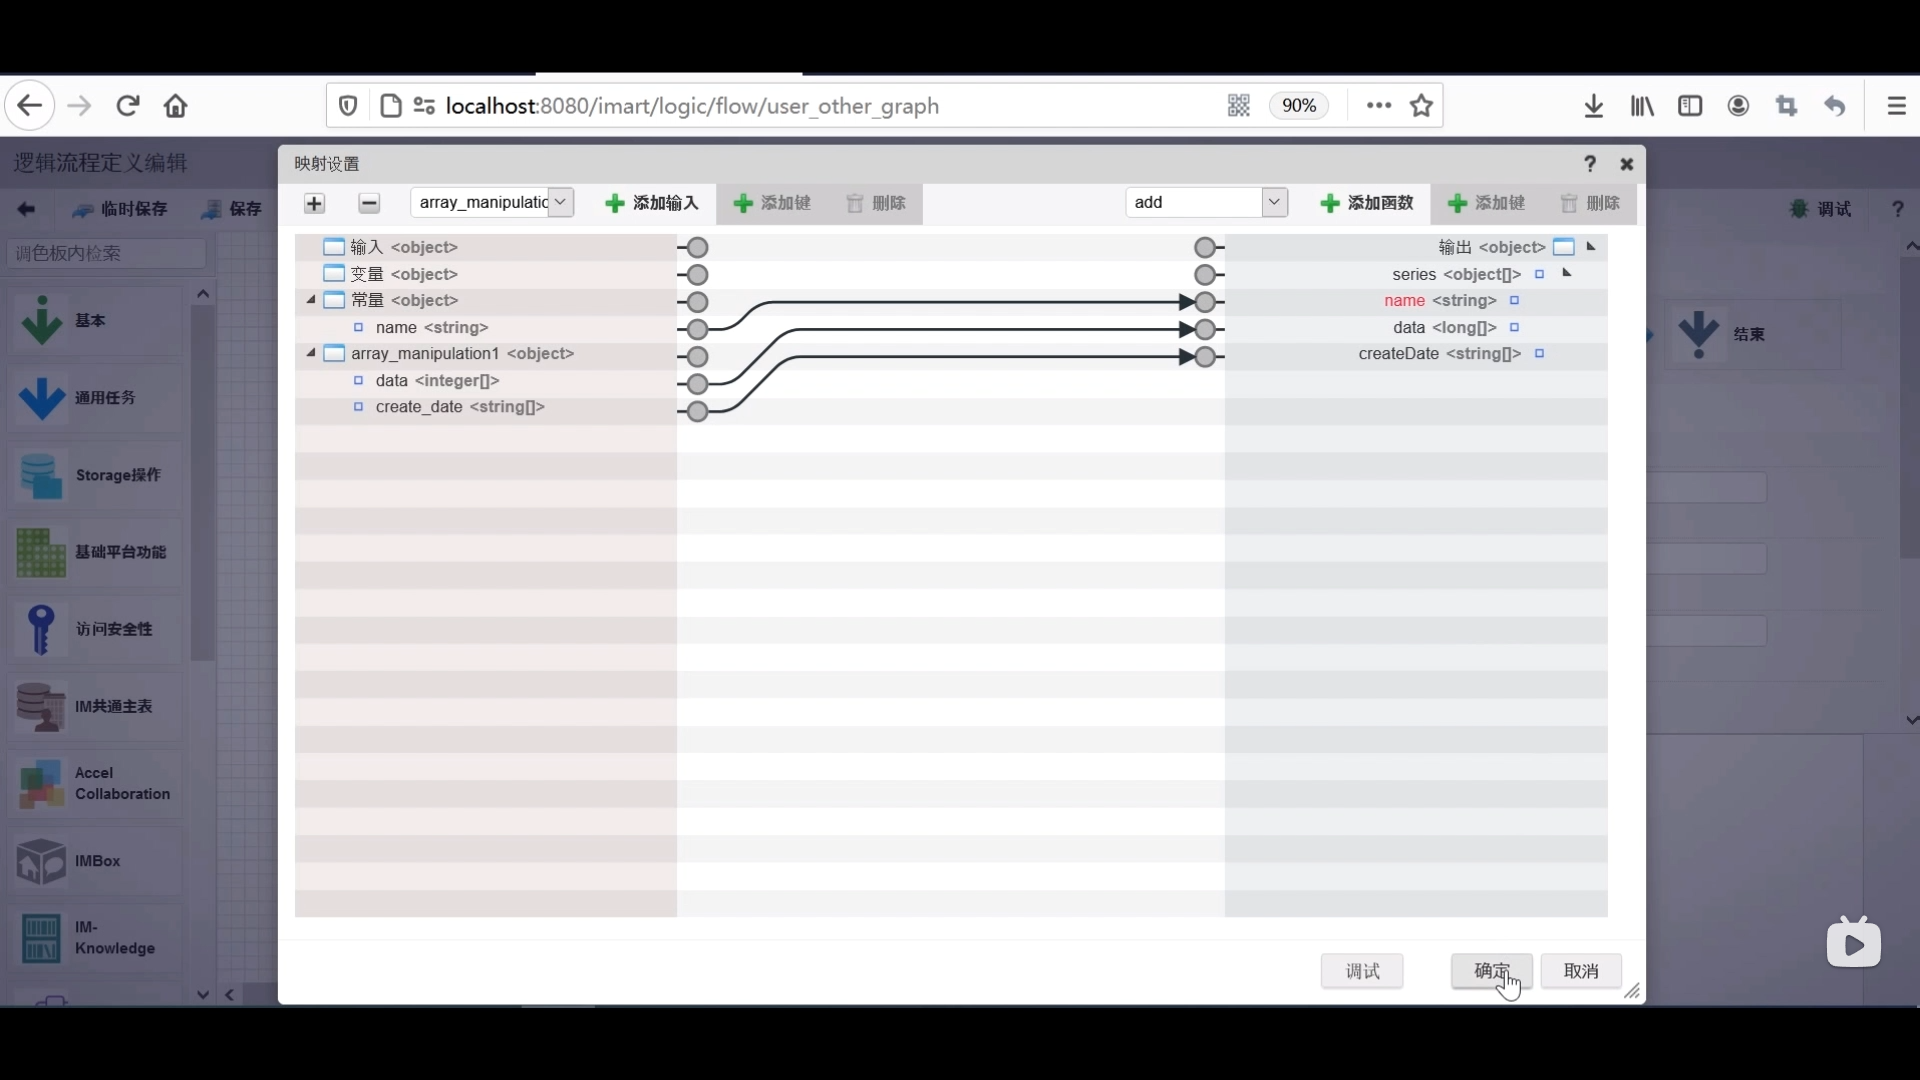 localhost:8080/imart/logic/flow/user_other_graph
90%
逻辑流程定义编辑
临时保存
保存
调试
?
调色板内检索
基本
通用任务
Storage操作
基础平台功能
访问安全性
IM共通主表
Accel
Collaboration
IMBox
IM-
Knowledge
结束
映射设置
?
array_manipulatic
添加输入
添加键
删除
add
添加函数
添加键
删除
输入 <object>
变量 <object>
常量 <object>
name <string>
array_manipulation1 <object>
data <integer[]>
create_date <string[]>
输出 <object>
series <object[]>
name <string>
data <long[]>
createDate <string[]>
调试
确定
取消